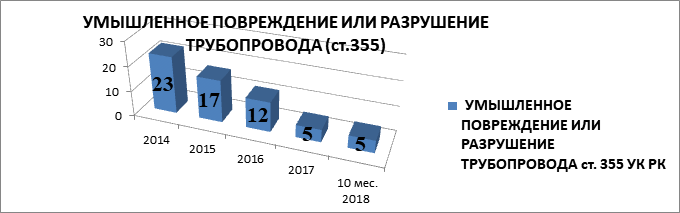 УМЫШЛЕННОЕ ПОВРЕЖДЕНИЕ ИЛИ РАЗРУШЕНИЕ
ТРУБОПРОВОДА (ст.355)
30
20
10
0
23
17
12
5
5
2014
2015
2016
2017
10 мес.
2018
УМЫШЛЕННОЕ
ПОВРЕЖДЕНИЕ ИЛИ
РАЗРУШЕНИЕ
ТРУБОПРОВОДА ст. 355 УК РК